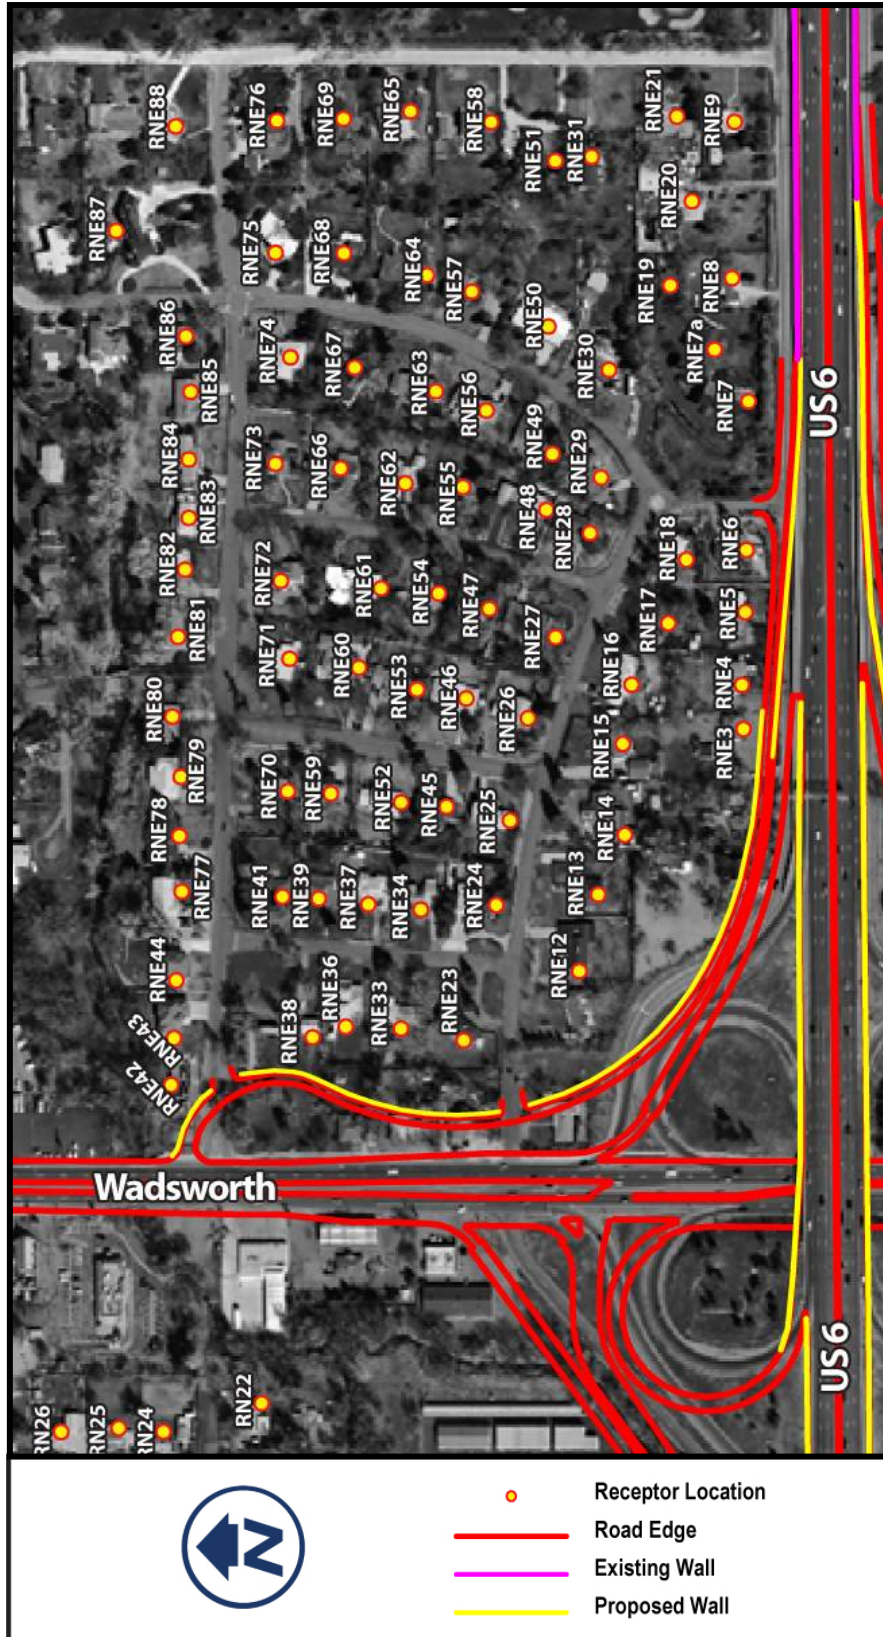 RNE88
RNE76
RNE69
RNE65
RNE58
RNE51
RNE31
RNE21
RNE9
RNE20
RNE87
RNE75
RNE68
RNE64
RNE57
RNE50
RNE19
RNE8
RNE7a
RNE86
RNE74
RNE67
RNE63
RNE56
RNE30
RNE7
US6
RNE85
RNE84
RNE83
RNE73
RNE66
RNE62
RNE55
RNE49
RNE29
RNE48
RNE28
RNE82
RNE72
RNE61
RNE54
RNE47
RNE18
RNE6
RNE81
RNE71
RNE60
RNE53
RNE46
RNE27
RNE17
RNE5
RNE16
RNE4
RNE80
RNE26
RNE15
RNE3
RNE79
RNE70
RNE59
RNE52
RNE45
RNE25
RNE14
RNE78
RNE77
RNE41
RNE39
RNE37
RNE34
RNE24
RNE13
RNE44
RNE12
RNE43
RNE38
RNE36
RNE33
RNE23
RNE42
Wadsworth
US6
RN26
RN25
RN24
RN22
N
Receptor Location
Road Edge
Existing Wall
Proposed Wall